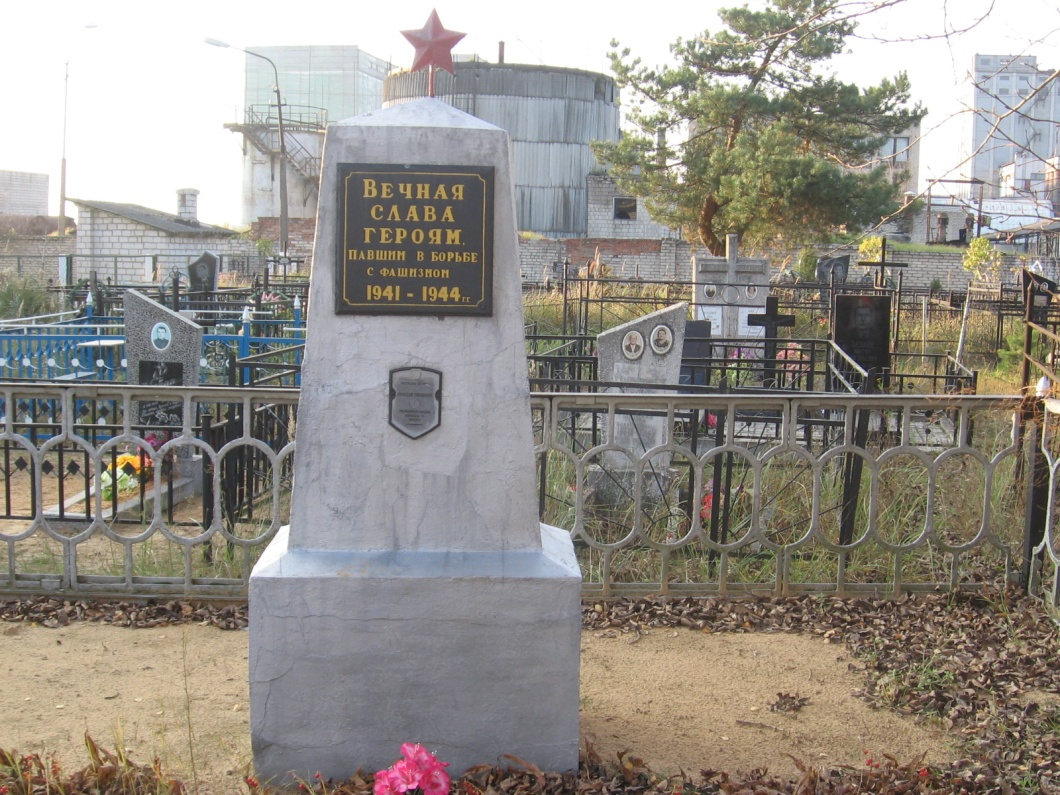 Вечная
слава
героям,
павшим в борьбе
с фашизмом
1941 - 1944 гг.